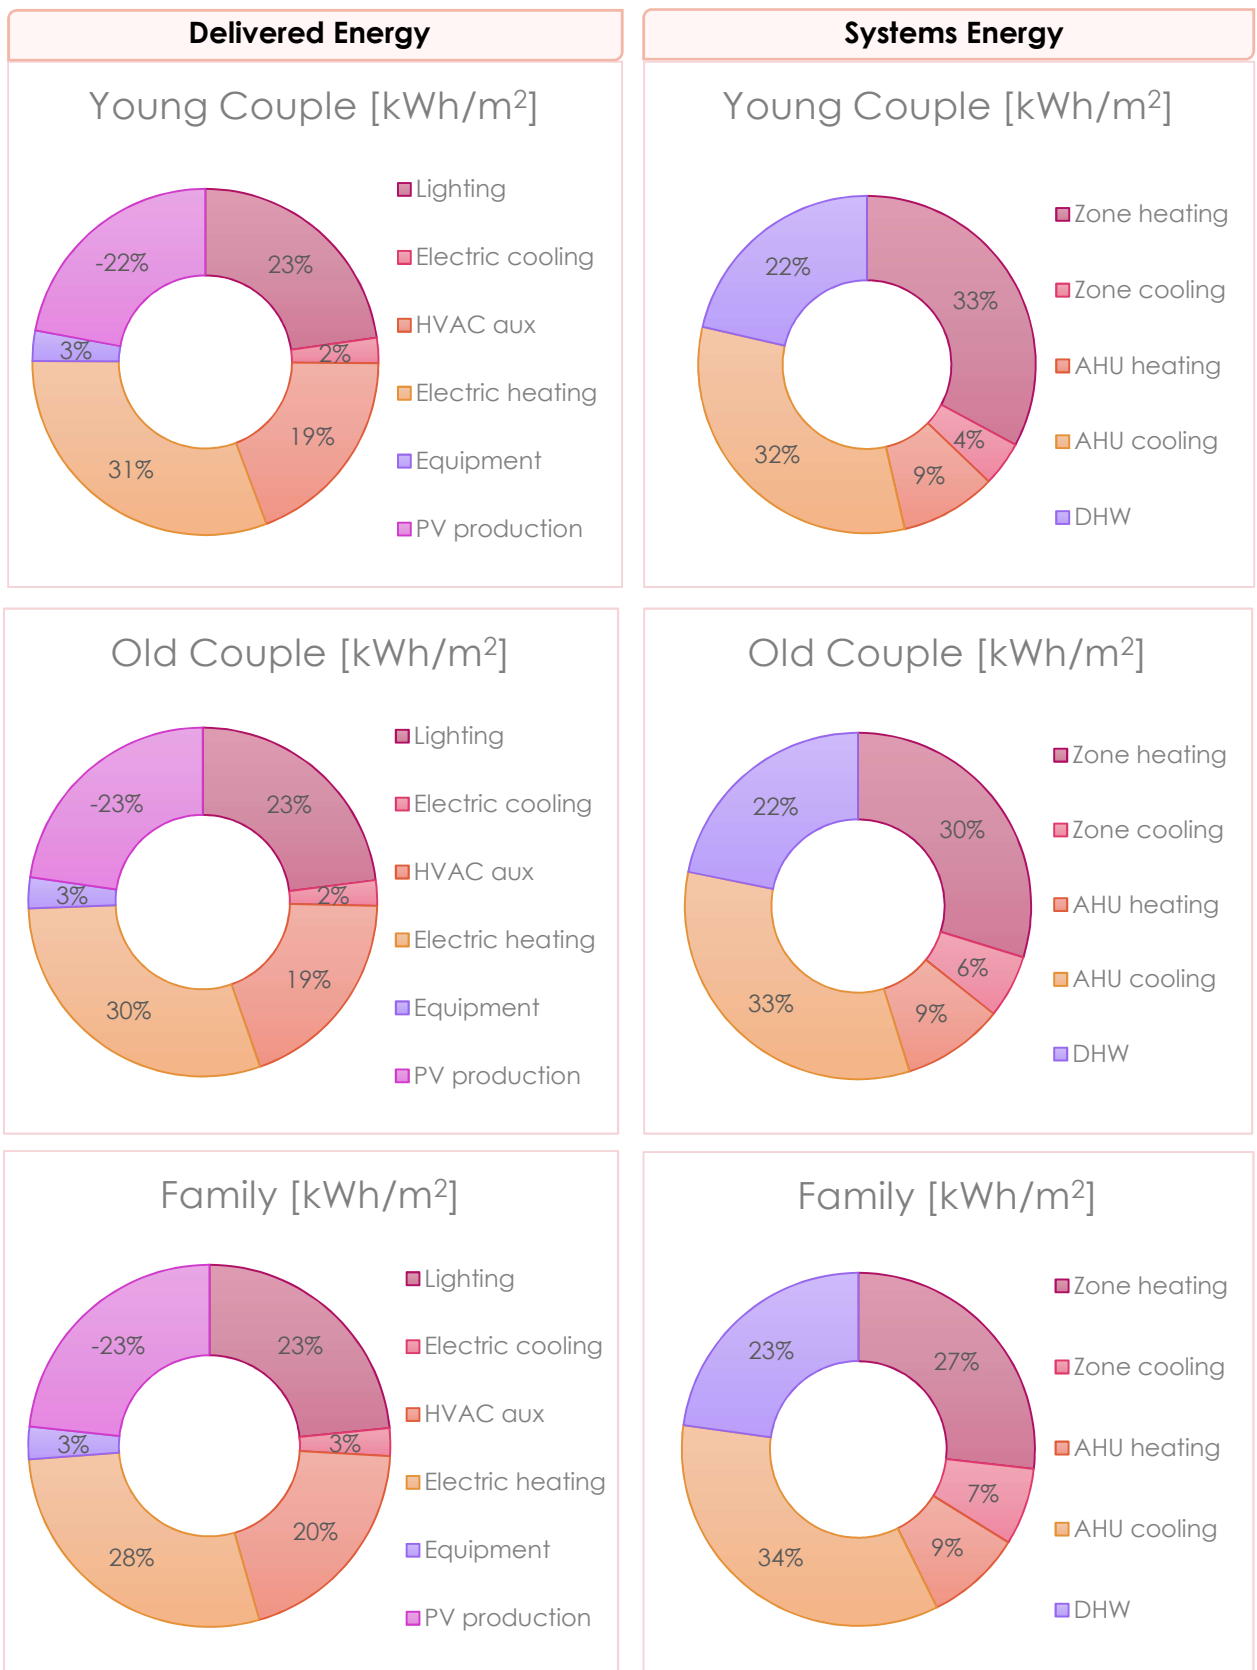 Delivered Energy
Systems Energy
Young Couple [kWh/m²]
Lighting
Electric cooling
HVAC aux
Electric heating
Equipment
PV production
23%
2%
19%
31%
3%
-22%
Young Couple [kWh/m²]
Zone heating
Zone cooling
AHU heating
AHU cooling
DHW
33%
4%
9%
32%
22%
Old Couple [kWh/m²]
Lighting
Electric cooling
HVAC aux
Electric heating
Equipment
PV production
23%
2%
19%
30%
3%
-23%
Old Couple [kWh/m²]
Zone heating
Zone cooling
AHU heating
AHU cooling
DHW
30%
6%
9%
33%
22%
Family [kWh/m²]
Lighting
Electric cooling
HVAC aux
Electric heating
Equipment
PV production
23%
3%
20%
28%
3%
-23%
Family [kWh/m²]
Zone heating
Zone cooling
AHU heating
AHU cooling
DHW
27%
7%
9%
34%
23%